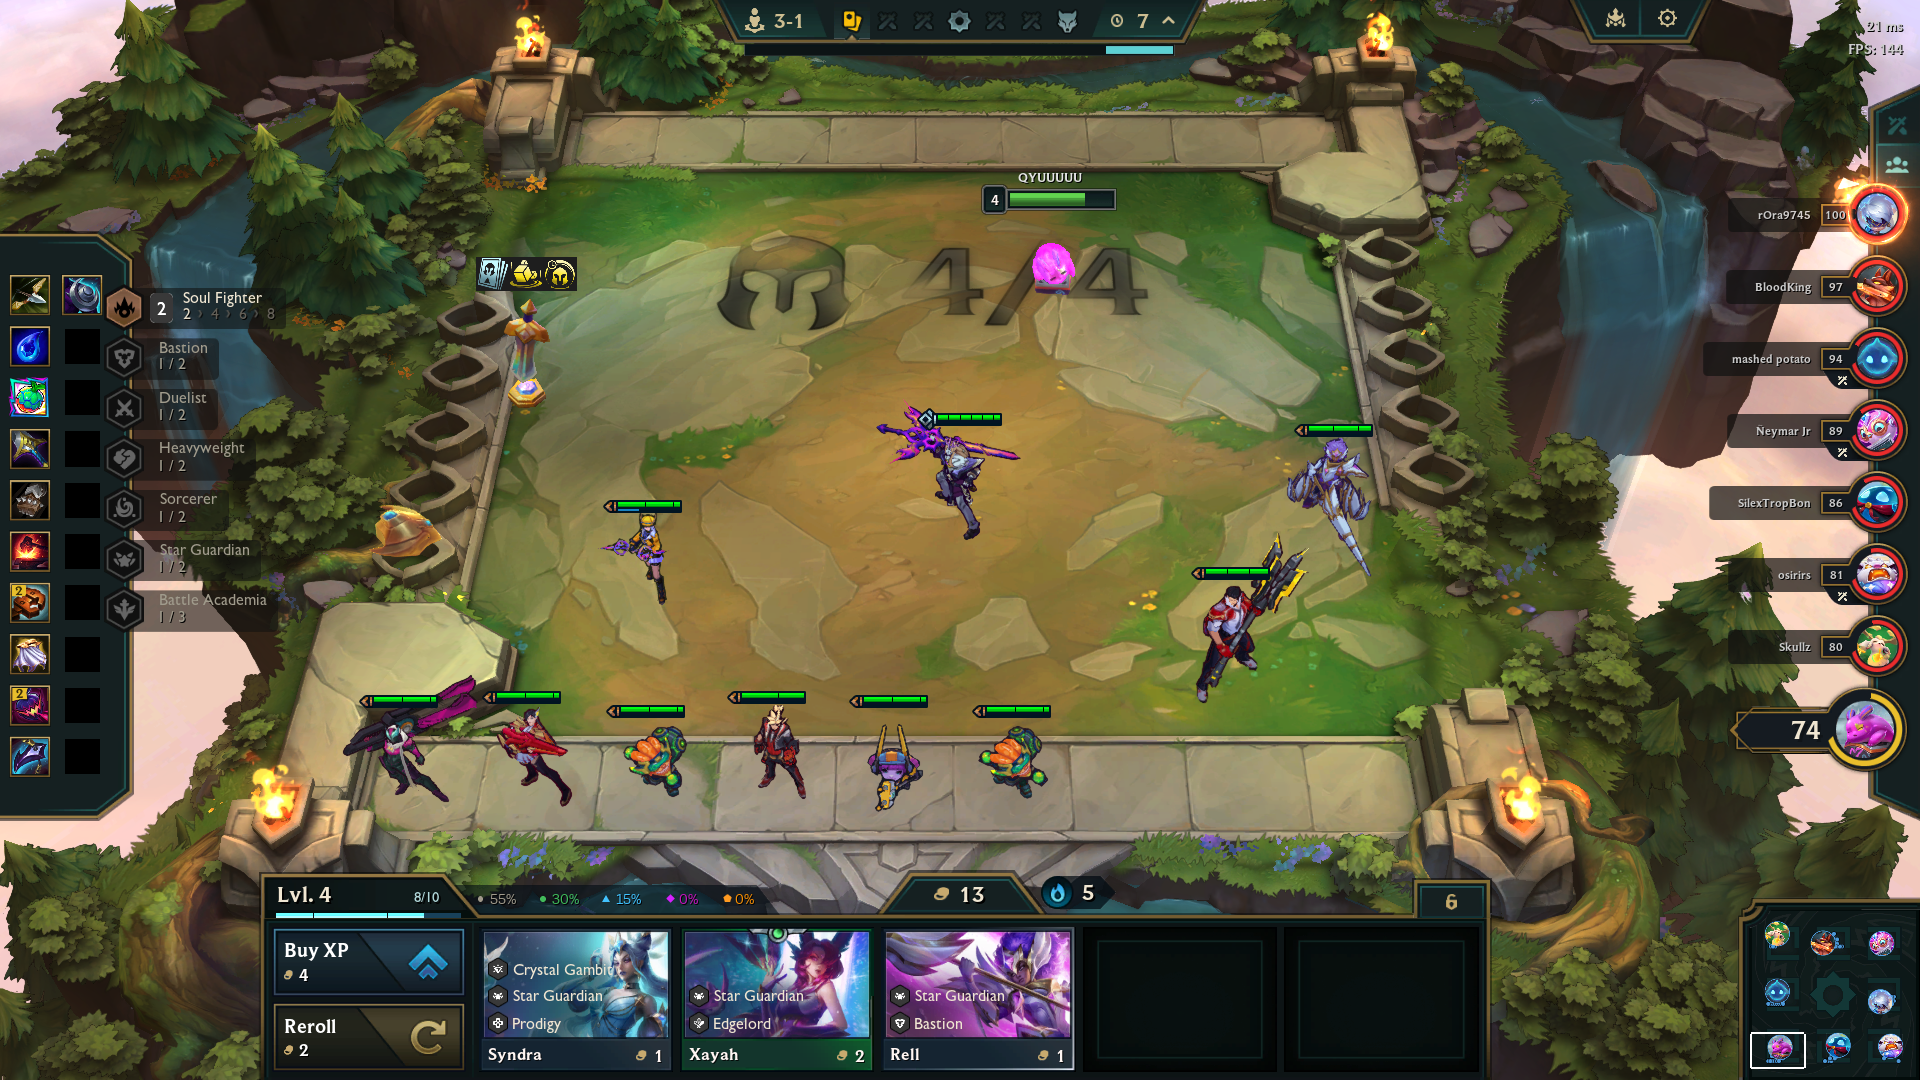 3-1
7
21 ms
FPS: 144
QYUUUUU
4
4/4
rOra9745 100
BloodKing 97
mashed potato 94
Neymar Jr 89
SilexTropBon 86
osirirs 81
Skullz 80
74
2 Soul Fighter
2 › 4 › 6 › 8
Bastion
1 / 2
Duelist
1 / 2
Heavyweight
1 / 2
Sorcerer
1 / 2
Star Guardian
1 / 2
Battle Academia
1 / 3
2
2
Lvl. 4 8/10
55% 30% 15% 0% 0%
13
5
6
Buy XP
4
Reroll
2
Crystal Gambit
Star Guardian
Prodigy
Syndra 1
Star Guardian
Edgelord
Xayah 2
Star Guardian
Bastion
Rell 1